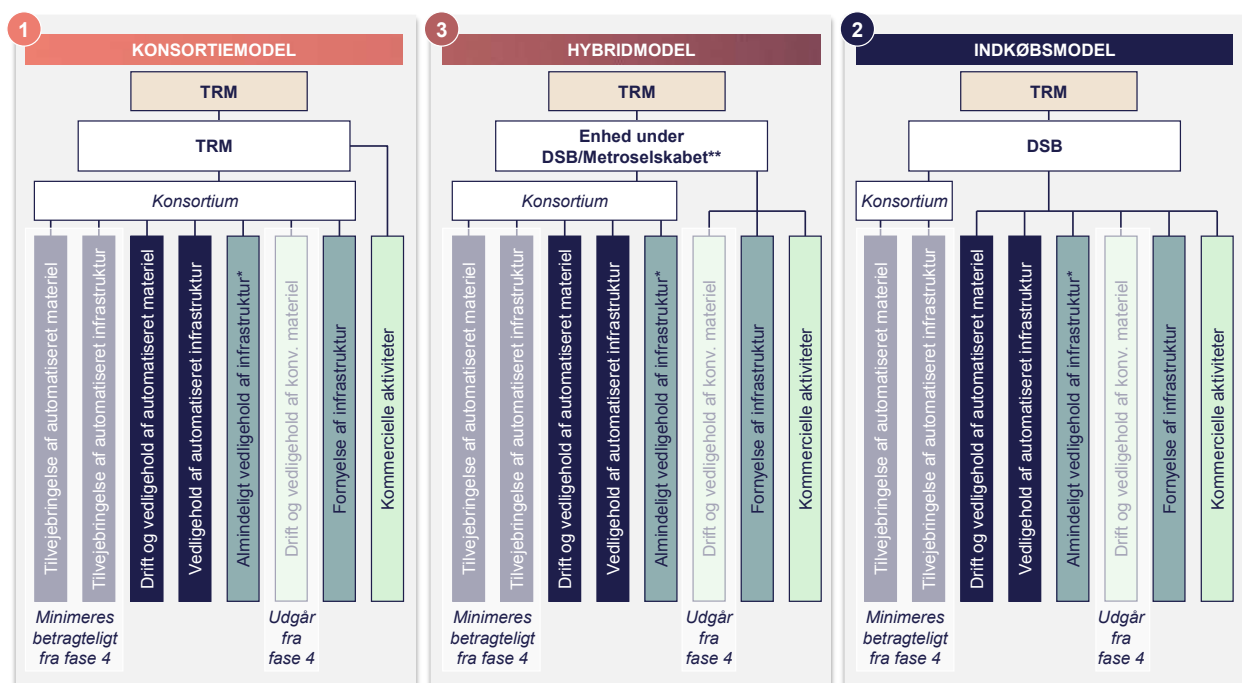 1
KONSORTIEMODEL
TRM
TRM
Konsortium
Tilvejebringelse af automatiseret materiel
Tilvejebringelse af automatiseret infrastruktur
Drift og vedligehold af automatiseret materiel
Vedligehold af automatiseret infrastruktur
Almindeligt vedligehold af infrastruktur*
Drift og vedligehold af konv. materiel
Fornyelse af infrastruktur
Kommercielle aktiviteter
Minimeres
betragteligt
fra fase 4
Udgår
fra
fase 4
3
HYBRIDMODEL
TRM
Enhed under
DSB/Metroselskabet**
Konsortium
Tilvejebringelse af automatiseret materiel
Tilvejebringelse af automatiseret infrastruktur
Drift og vedligehold af automatiseret materiel
Vedligehold af automatiseret infrastruktur
Almindeligt vedligehold af infrastruktur*
Drift og vedligehold af konv. materiel
Fornyelse af infrastruktur
Kommercielle aktiviteter
Minimeres
betragteligt
fra fase 4
Udgår
fra
fase 4
2
INDKØBSMODEL
TRM
DSB
Konsortium
Tilvejebringelse af automatiseret materiel
Tilvejebringelse af automatiseret infrastruktur
Drift og vedligehold af automatiseret materiel
Vedligehold af automatiseret infrastruktur
Almindeligt vedligehold af infrastruktur*
Drift og vedligehold af konv. materiel
Fornyelse af infrastruktur
Kommercielle aktiviteter
Minimeres
betragteligt
fra fase 4
Udgår
fra
fase 4